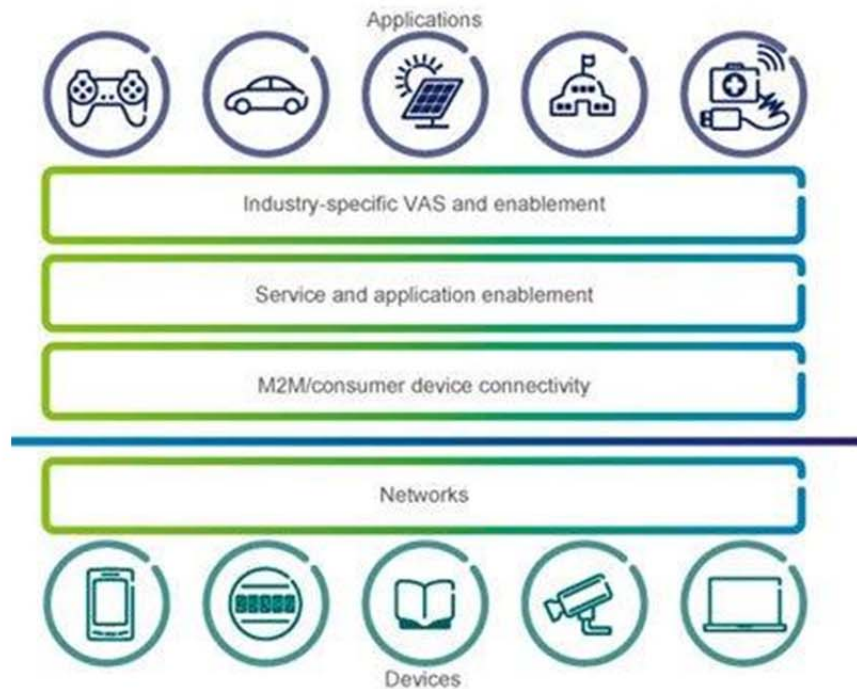 Applications
Industry-specific VAS and enablement
Service and application enablement
M2M/consumer device connectivity
Networks
Devices